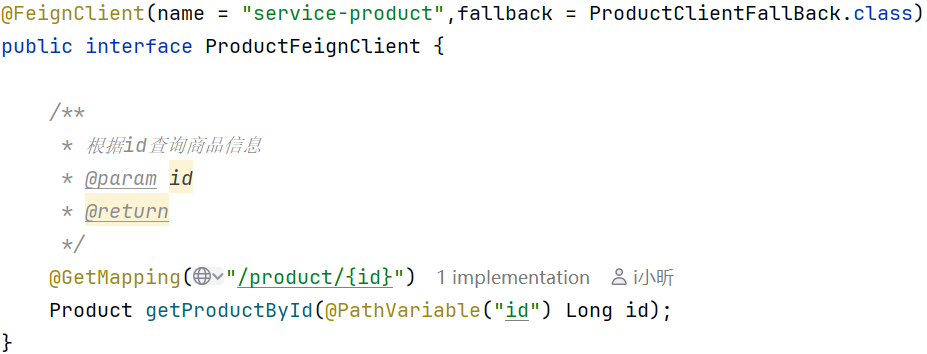 @FeignClient(name = "service-product",fallback = ProductClientFallBack.class)
public interface ProductFeignClient {
/**
* 根据id查询商品信息
* @param id
* @return
*/
@GetMapping("/product/{id}") 1 implementation i小昕
Product getProductById(@PathVariable("id") Long id);
}